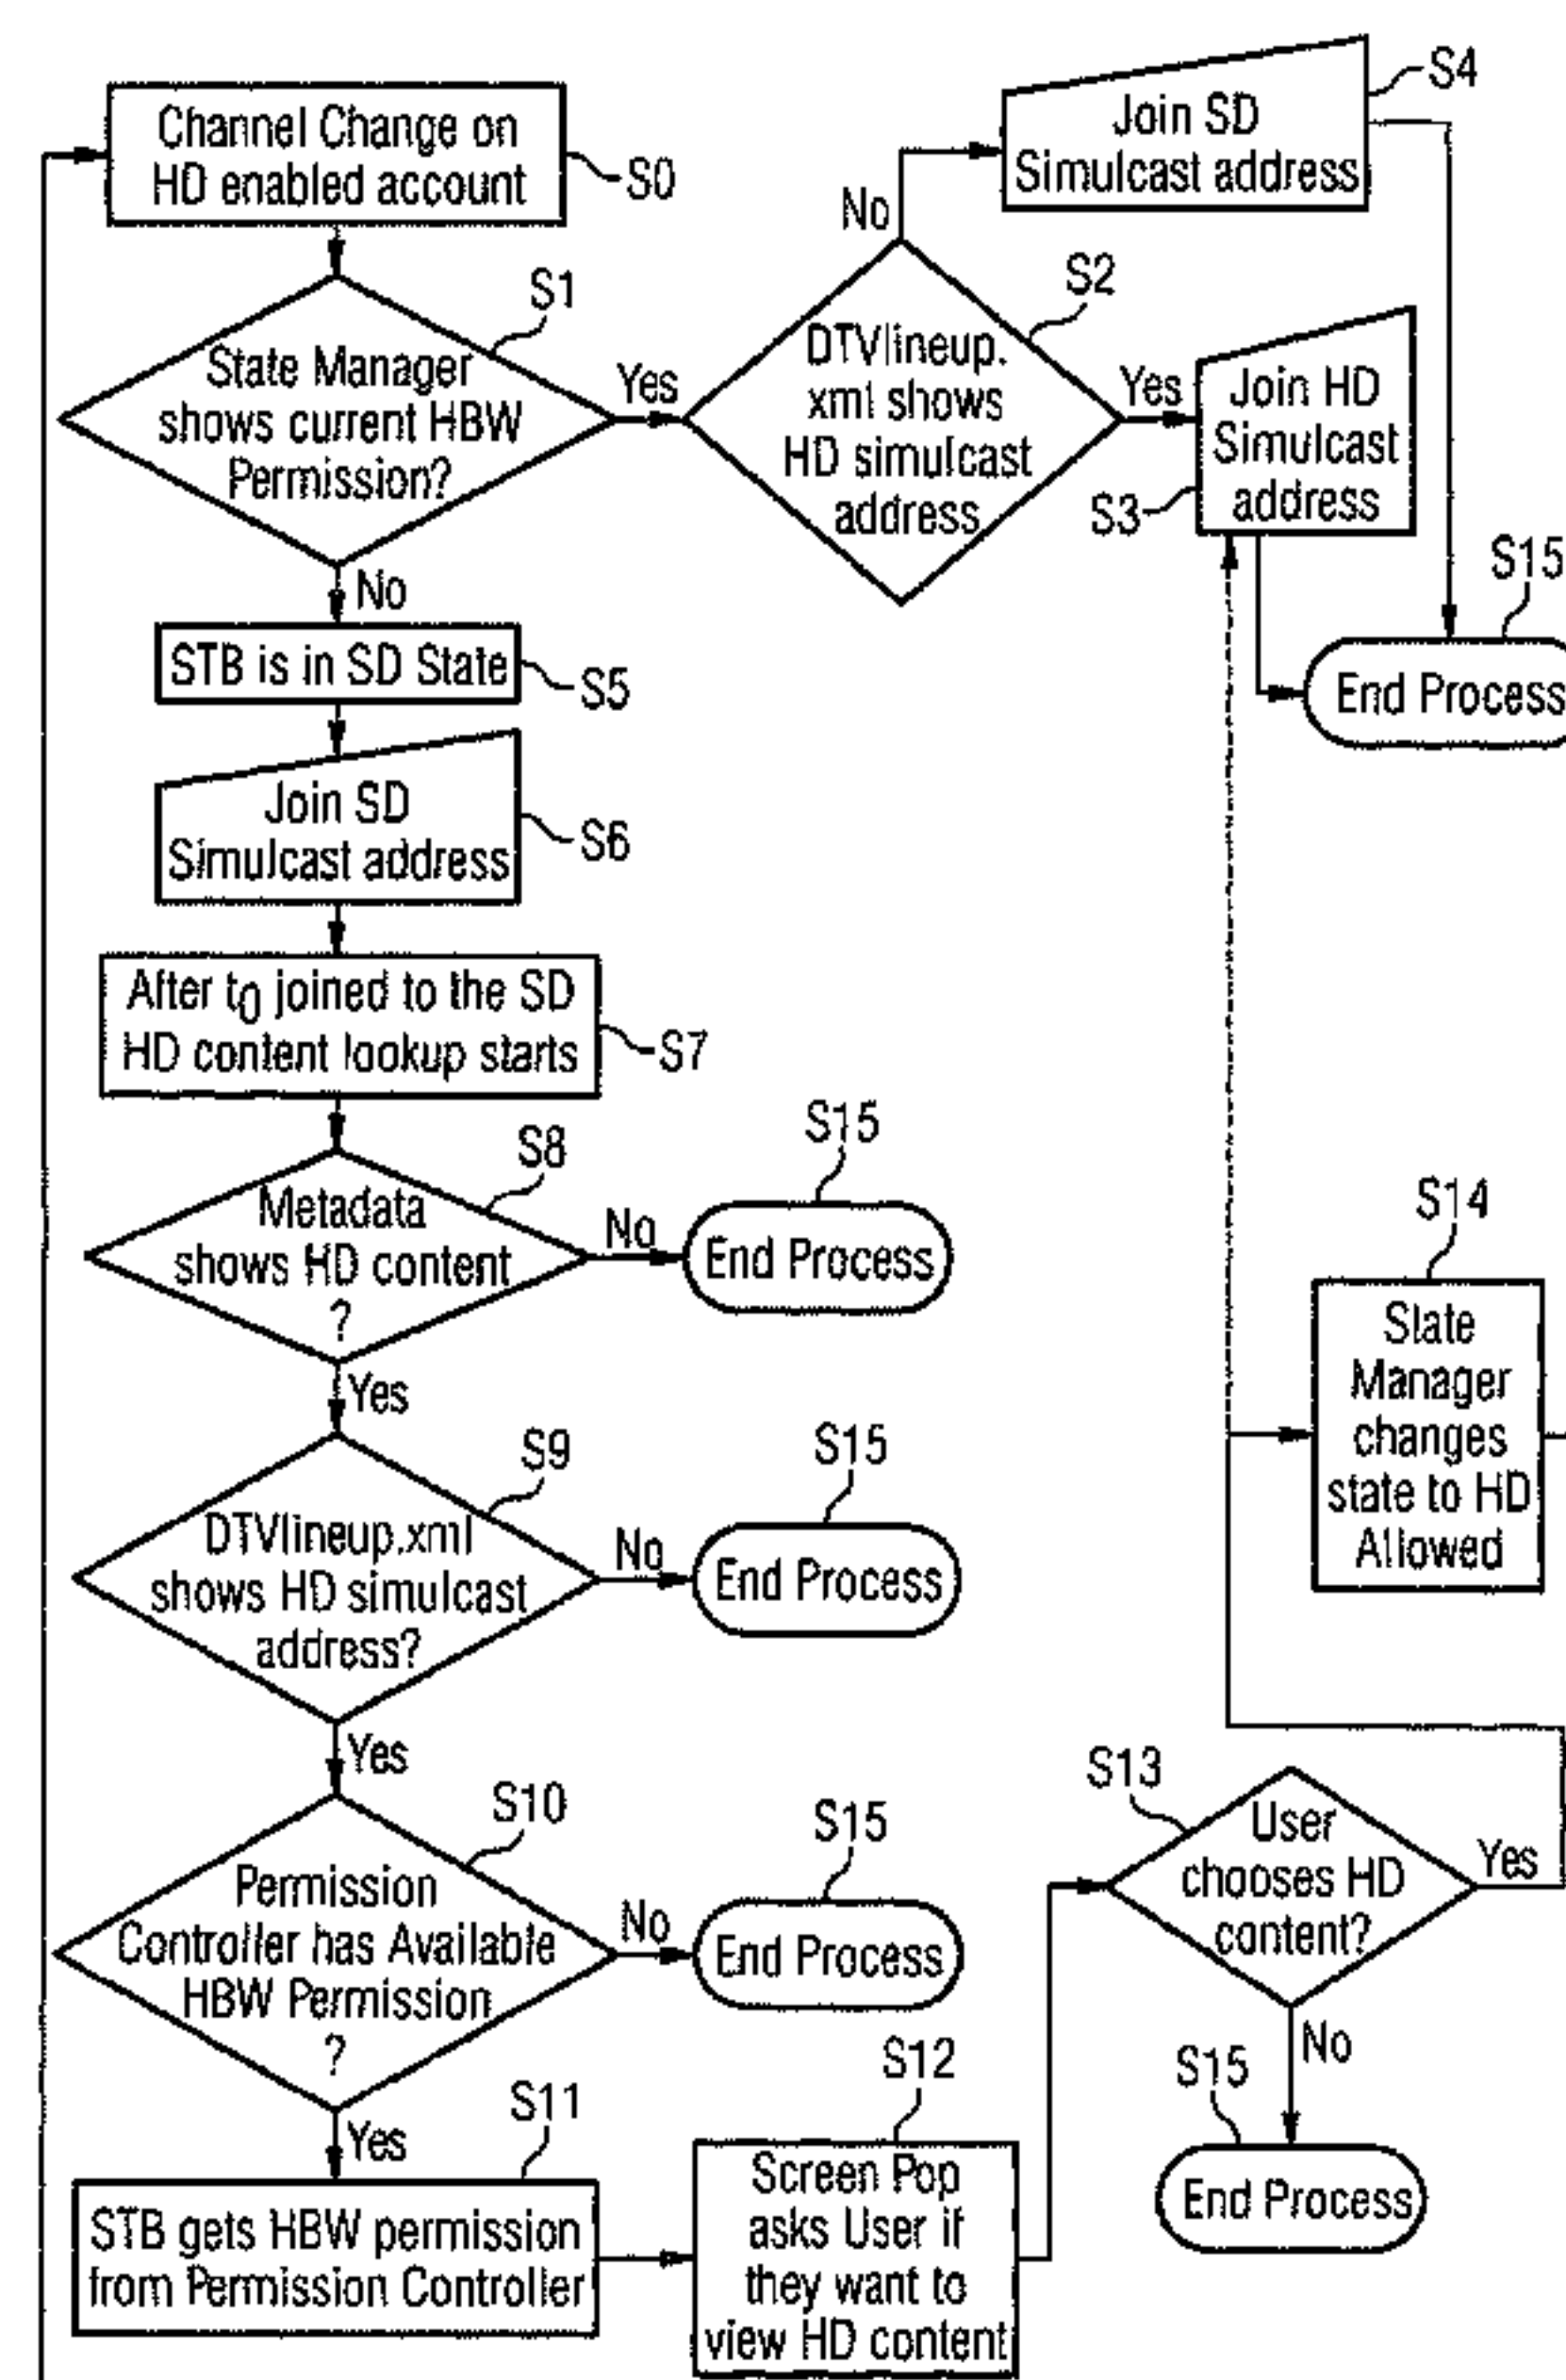 Channel Change on
HD enabled account
S0
State Manager
shows current HBW
Permission?
S1
Yes
No
DTVlineup.
xml shows
HD simulcast
address
S2
No
Yes
Join SD
Simulcast address
S4
Join HD
Simulcast
address
S3
S15
End Process
STB is in SD State
S5
Join SD
Simulcast address
S6
After t0 joined to the SD
HD content lookup starts
S7
Metadata
shows HD content
?
S8
No
S15
End Process
Yes
DTVlineup.xml
shows HD simulcast
address?
S9
No
S15
End Process
Yes
Permission
Controller has Available
HBW Permission
?
S10
No
S15
End Process
Yes
STB gets HBW permission
from Permission Controller
S11
Screen Pop
asks User if
they want to
view HD content
S12
User
chooses HD
content?
S13
Yes
No
S15
End Process
S14
Slate
Manager
changes
state to HD
Allowed